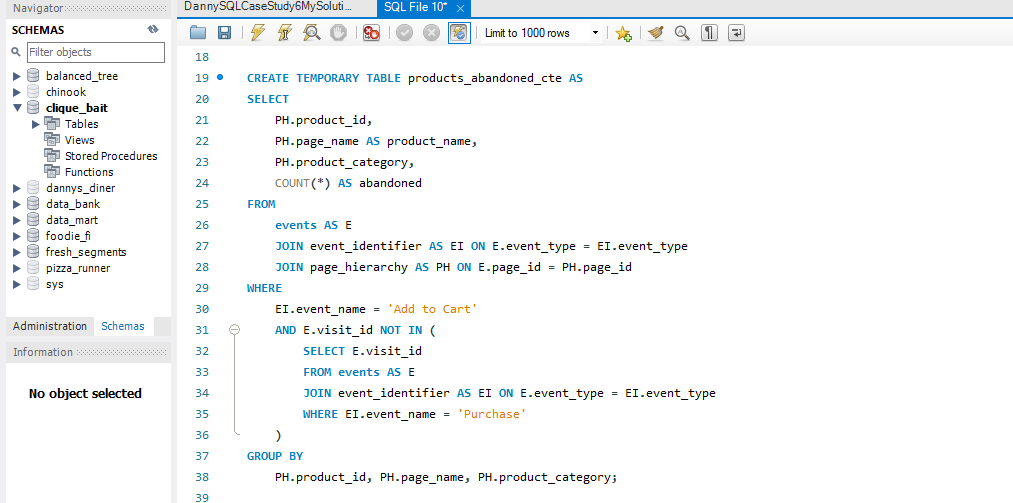 Navigator
SCHEMAS
Filter objects
balanced_tree
chinook
clique_bait
Tables
Views
Stored Procedures
Functions
dannys_diner
data_bank
data_mart
foodie_fi
fresh_segments
pizza_runner
sys
Administration Schemas
Information
No object selected
DannySQLCaseStudy6MySoluti... SQL File 10* ×
Limit to 1000 rows
18
19 CREATE TEMPORARY TABLE products_abandoned_cte AS
20 SELECT
21 PH.product_id,
22 PH.page_name AS product_name,
23 PH.product_category,
24 COUNT(*) AS abandoned
25 FROM
26 events AS E
27 JOIN event_identifier AS EI ON E.event_type = EI.event_type
28 JOIN page_hierarchy AS PH ON E.page_id = PH.page_id
29 WHERE
30 EI.event_name = 'Add to Cart'
31 AND E.visit_id NOT IN (
32 SELECT E.visit_id
33 FROM events AS E
34 JOIN event_identifier AS EI ON E.event_type = EI.event_type
35 WHERE EI.event_name = 'Purchase'
36 )
37 GROUP BY
38 PH.product_id, PH.page_name, PH.product_category;
39